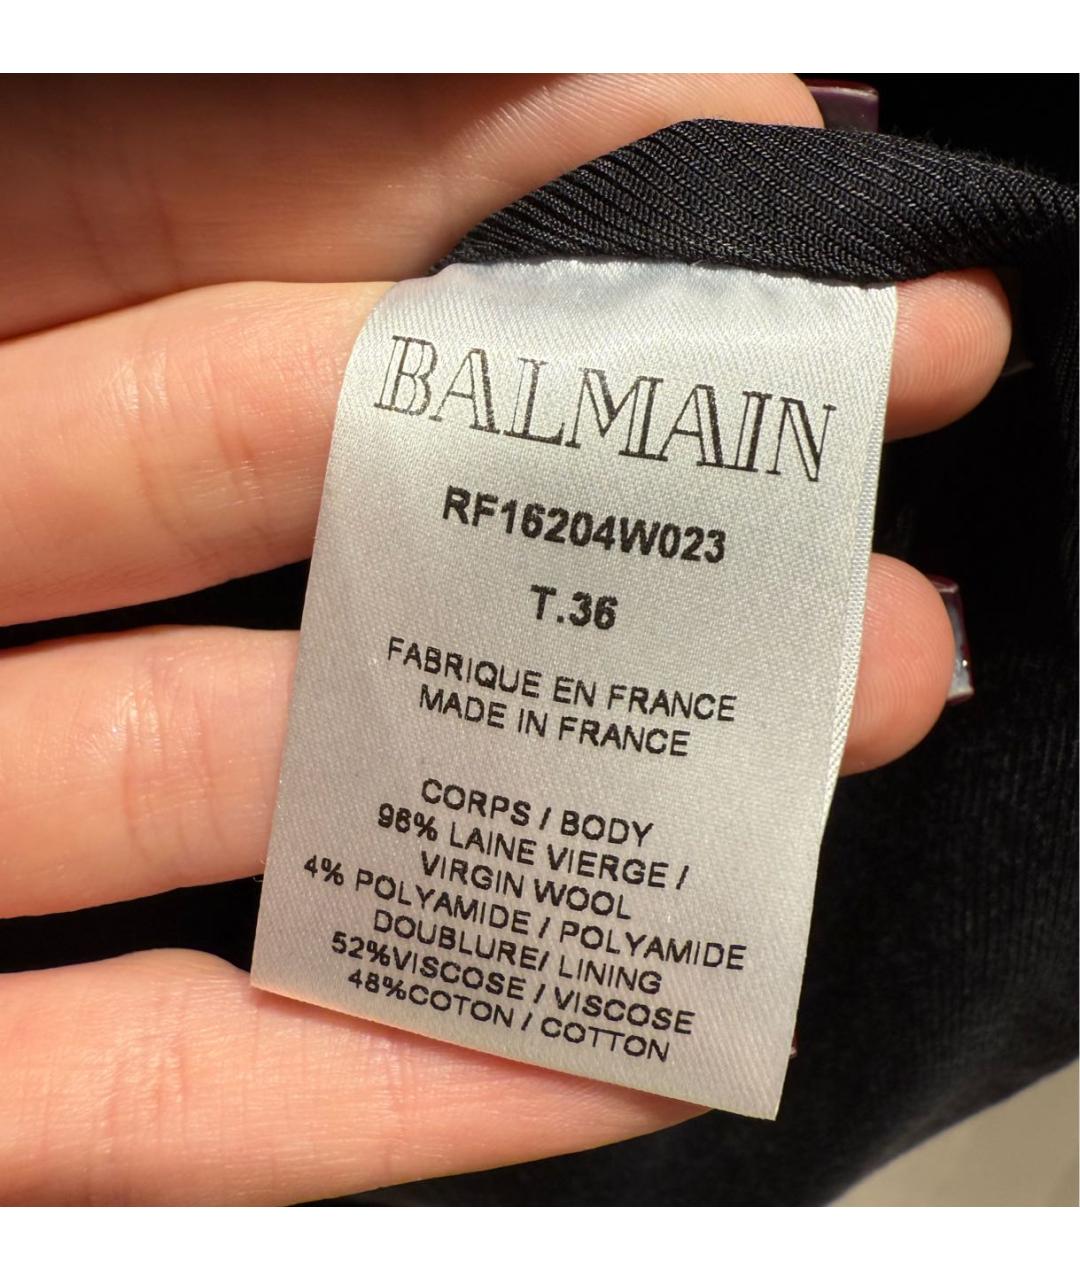 BALMAIN
RF16204W023
T.36
FABRIQUE EN FRANCE
MADE IN FRANCE
CORPS / BODY
96% LAINE VIERGE /
VIRGIN WOOL
4% POLYAMIDE / POLYAMIDE
DOUBLURE/ LINING
52%VISCOSE / VISCOSE
48%COTON / COTTON